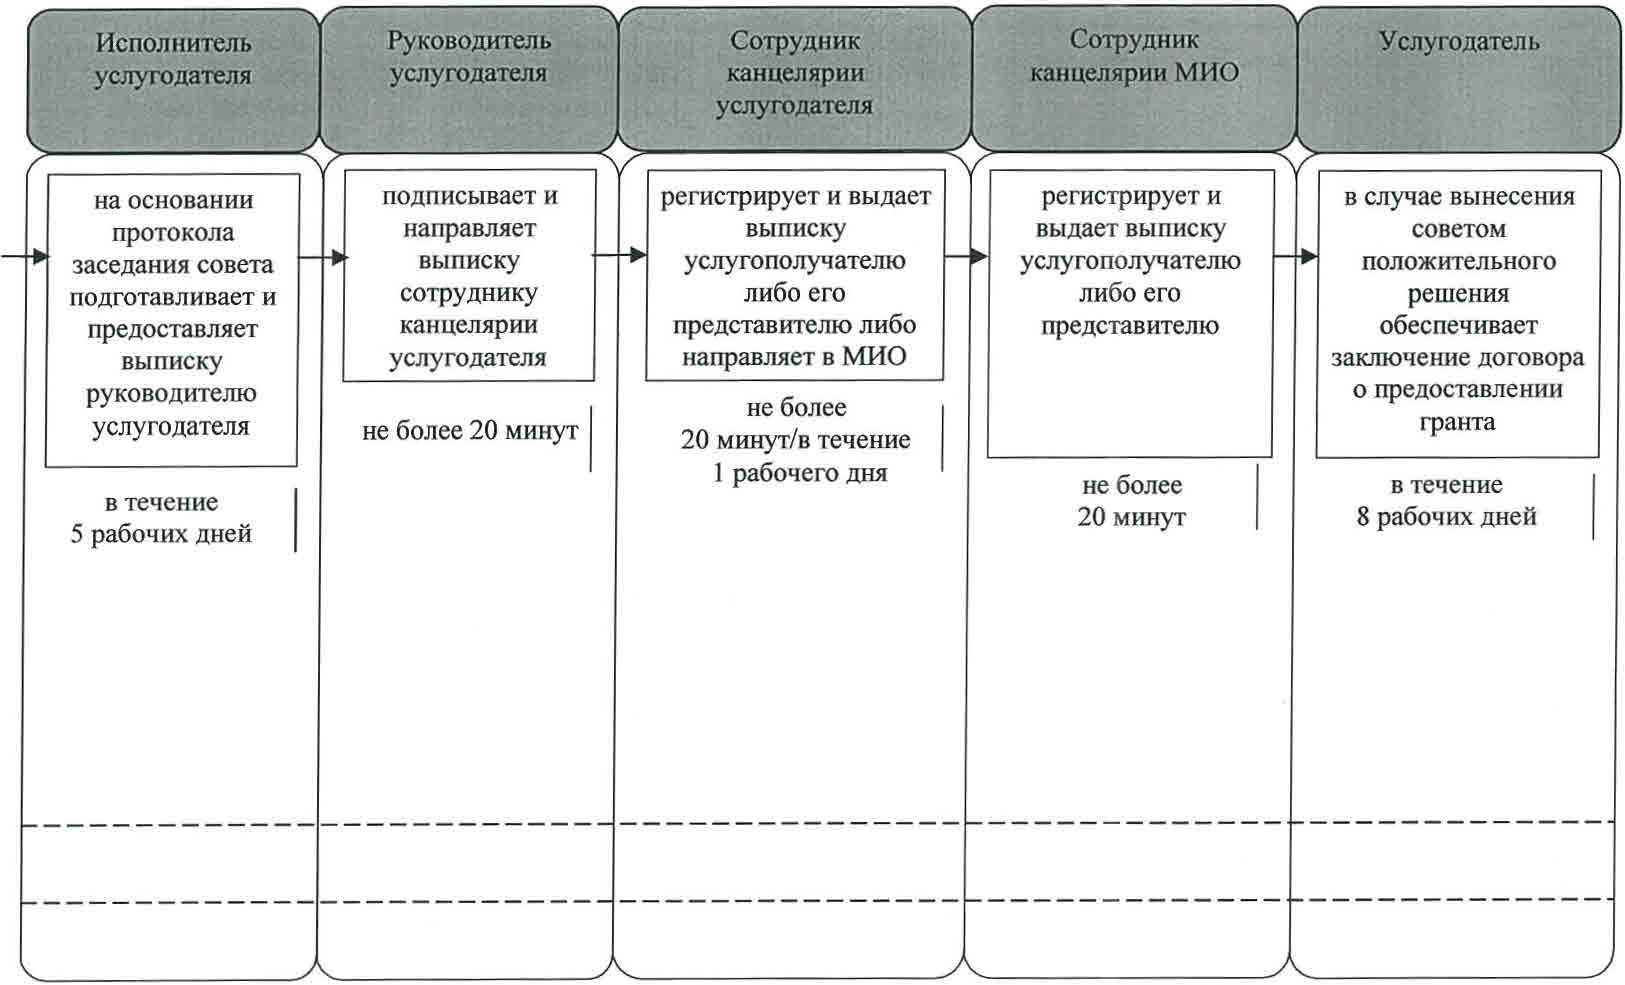 Исполнитель
услугодателя
Руководитель
услугодателя
Сотрудник
канцелярии
услугодателя
Сотрудник
канцелярии МИО
Услугодатель
на основании
протокола
заседания совета
подготавливает и
предоставляет
выписку
руководителю
услугодателя
в течение
5 рабочих дней
подписывает и
направляет
выписку
сотруднику
канцелярии
услугодателя
не более 20 минут
регистрирует и выдает
выписку
услугополучателю
либо его
представителю либо
направляет в МИО
не более
20 минут/в течение
1 рабочего дня
регистрирует и
выдает выписку
услугополучателю
либо его
представителю
не более
20 минут
в случае вынесения
советом
положительного
решения
обеспечивает
заключение договора
о предоставлении
гранта
в течение
8 рабочих дней